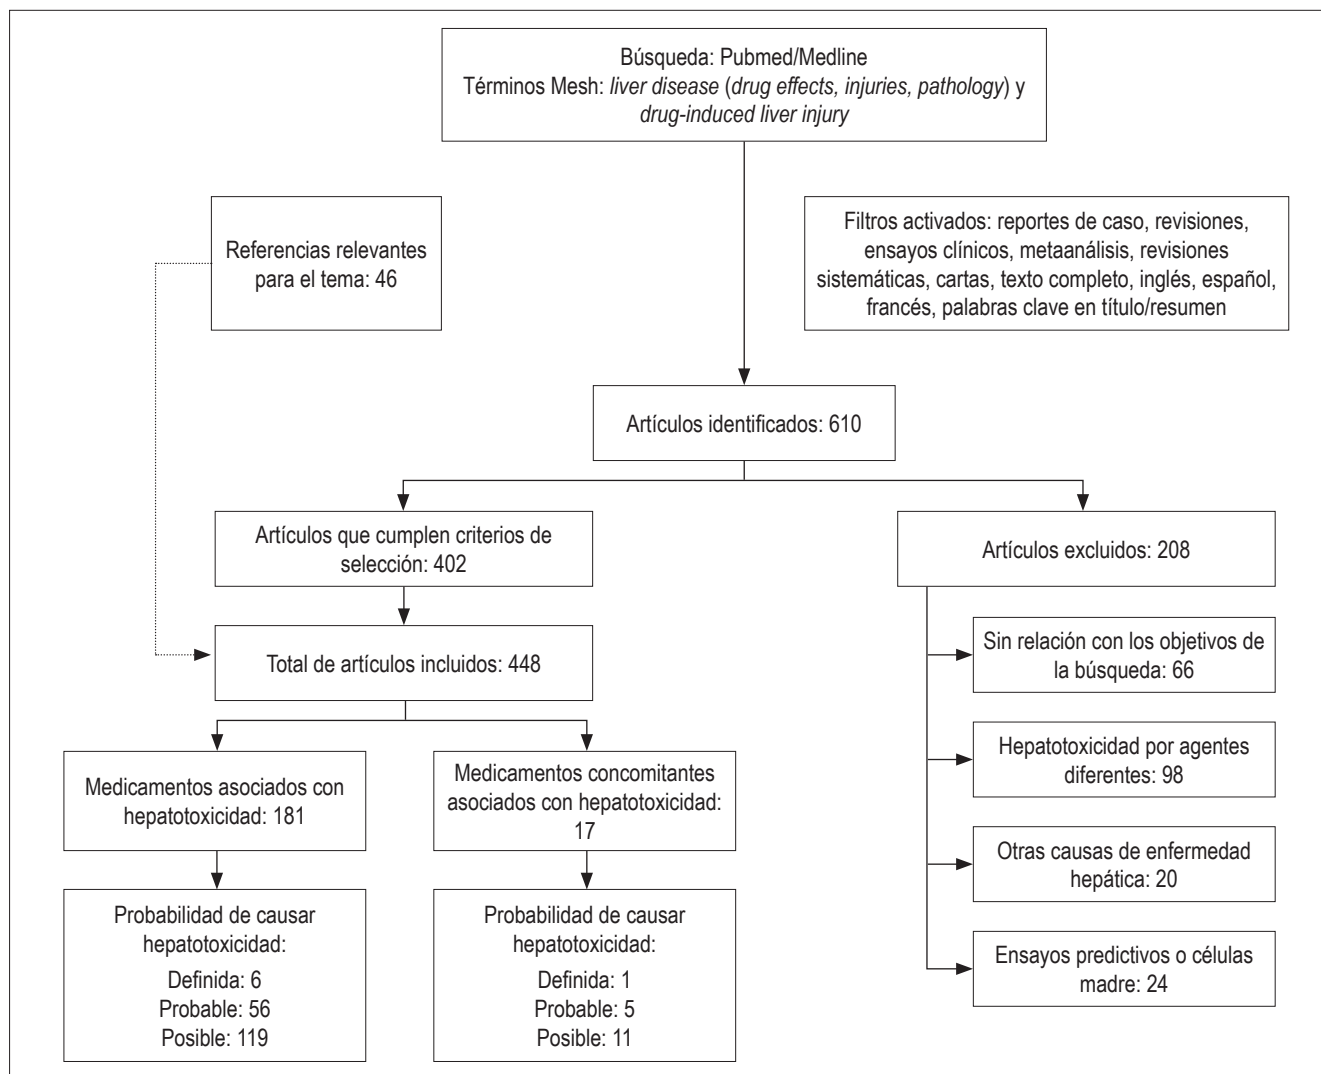 Búsqueda: Pubmed/Medline
Términos Mesh: liver disease (drug effects, injuries, pathology) y
drug-induced liver injury
Referencias relevantes
para el tema: 46
Filtros activados: reportes de caso, revisiones,
ensayos clínicos, metaanálisis, revisiones
sistemáticas, cartas, texto completo, inglés, español,
francés, palabras clave en título/resumen
Artículos identificados: 610
Artículos que cumplen criterios de
selección: 402
Artículos excluidos: 208
Total de artículos incluidos: 448
Sin relación con los objetivos de
la búsqueda: 66
Hepatotoxicidad por agentes
diferentes: 98
Otras causas de enfermedad
hepática: 20
Ensayos predictivos o células
madre: 24
Medicamentos asociados con
hepatotoxicidad: 181
Medicamentos concomitantes
asociados con hepatotoxicidad:
17
Probabilidad de causar
hepatotoxicidad:
Definida: 6
Probable: 56
Posible: 119
Probabilidad de causar
hepatotoxicidad:
Definida: 1
Probable: 5
Posible: 11